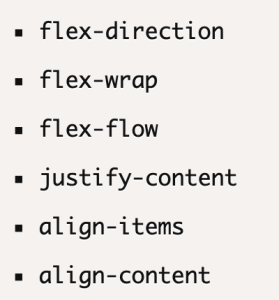 ▪ flex-direction
▪ flex-wrap
▪ flex-flow
▪ justify-content
▪ align-items
▪ align-content